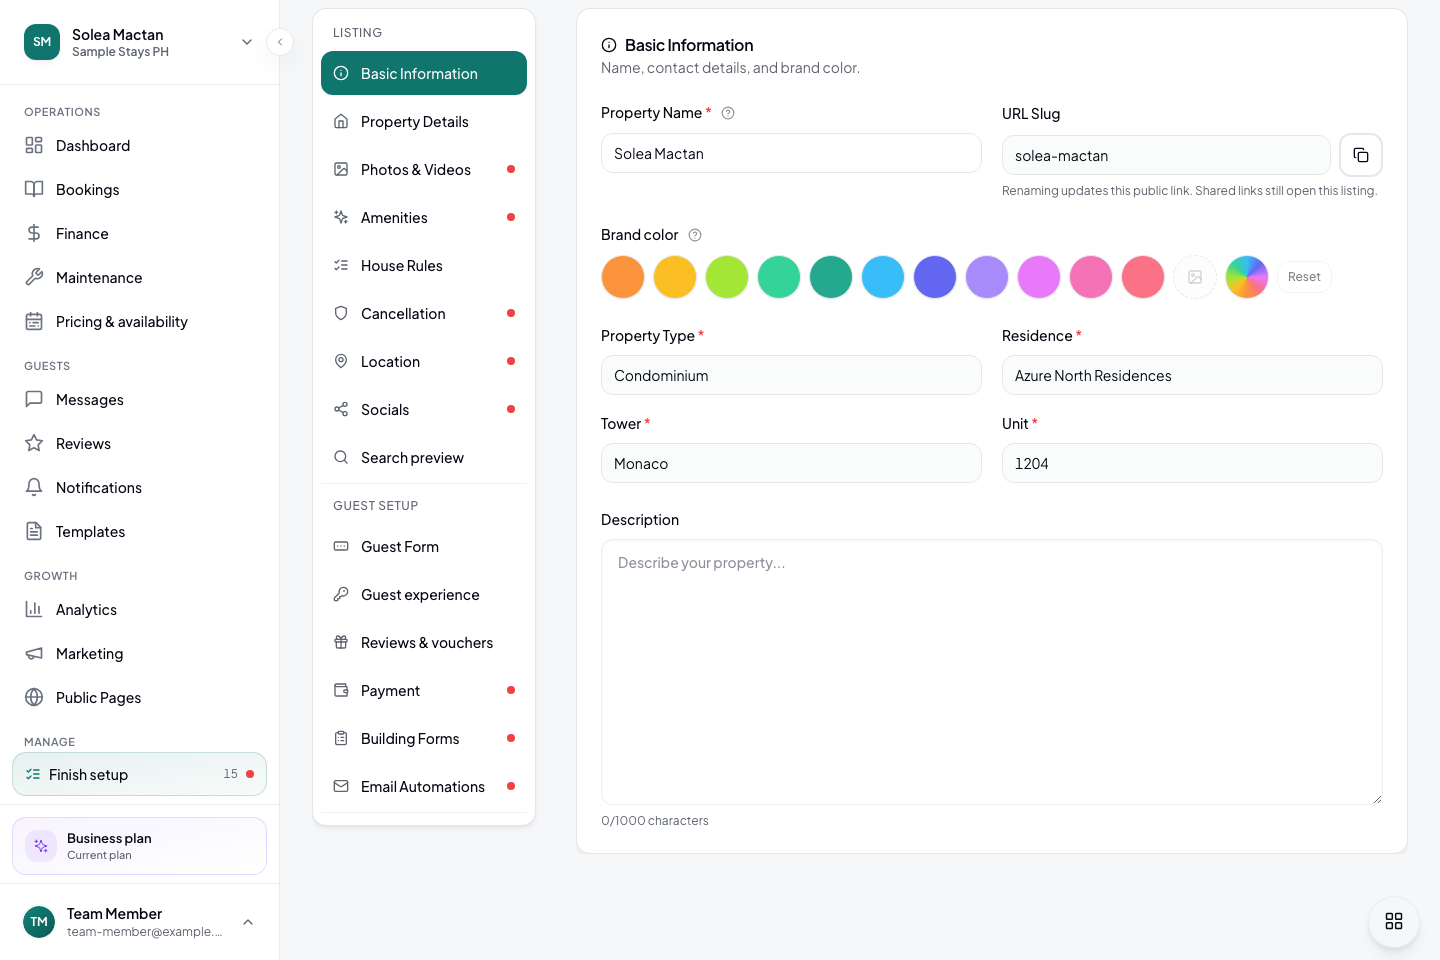 SM
Solea Mactan
Sample Stays PH
OPERATIONS
Dashboard
Bookings
Finance
Maintenance
Pricing & availability
GUESTS
Messages
Reviews
Notifications
Templates
GROWTH
Analytics
Marketing
Public Pages
MANAGE
Finish setup 15
Business plan
Current plan
TM
Team Member
team-member@example....
LISTING
Basic Information
Property Details
Photos & Videos
Amenities
House Rules
Cancellation
Location
Socials
Search preview
GUEST SETUP
Guest Form
Guest experience
Reviews & vouchers
Payment
Building Forms
Email Automations
Basic Information
Name, contact details, and brand color.
Property Name *
Solea Mactan
URL Slug
solea-mactan
Renaming updates this public link. Shared links still open this listing.
Brand color
Reset
Property Type *
Condominium
Residence *
Azure North Residences
Tower *
Monaco
Unit *
1204
Description
Describe your property...
0/1000 characters